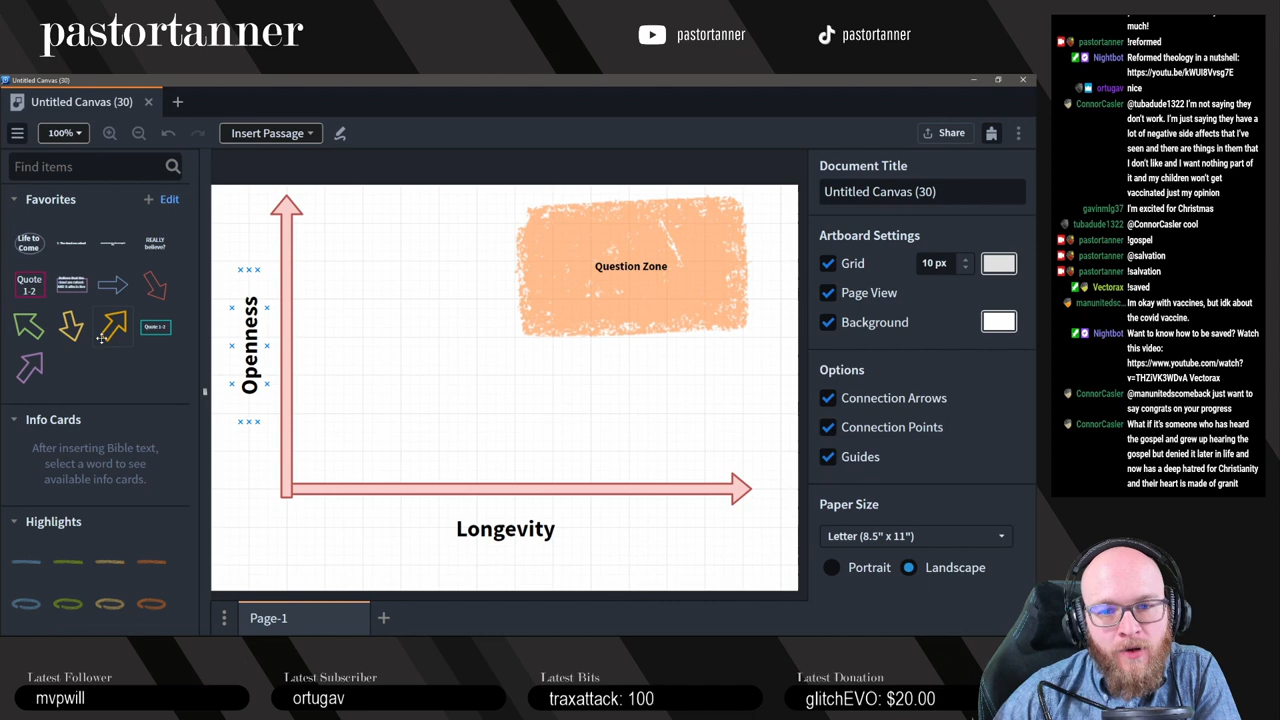 pastortanner
pastortanner
pastortanner
Untitled Canvas (30)
Untitled Canvas (30)
100%
Insert Passage
Share
Find items
Favorites
Edit
Life to
Come
REALLY
believe?
Quote
1-2
Quote 1-2
Info Cards
After inserting Bible text,
select a word to see
available info cards.
Highlights
Openness
Question Zone
Longevity
Page-1
Document Title
Untitled Canvas (30)
Artboard Settings
Grid
10 px
Page View
Background
Options
Connection Arrows
Connection Points
Guides
Paper Size
Letter (8.5" x 11")
Portrait
Landscape
much!
pastortanner !reformed
Nightbot Reformed theology in a nutshell:
https://youtu.be/kWUI8Vvsg7E
ortugav nice
ConnorCasler @tubadude1322 I'm not saying they
don't work. I'm just saying they have a
lot of negative side affects that I've
seen and there are things in them that
I don't like and I want nothing part of
it and my children won't get
vaccinated just my opinion
gavinmlg37 I'm excited for Christmas
tubadude1322 @ConnorCasler cool
pastortanner !gospel
pastortanner @salvation
pastortanner !salvation
Vectorax !saved
manunitedsc... Im okay with vaccines, but idk about
the covid vaccine.
Nightbot Want to know how to be saved? Watch
this video:
https://www.youtube.com/watch?
v=THZiVK3WDvA Vectorax
ConnorCasler @manunitedscomeback just want to
say congrats on your progress
ConnorCasler What if it's someone who has heard
the gospel and grew up hearing the
gospel but denied it later in life and
now has a deep hatred for Christianity
and their heart is made of granit
Latest Follower
mvpwill
Latest Subscriber
ortugav
Latest Bits
traxattack: 100
Latest Donation
glitchEVO: $20.00